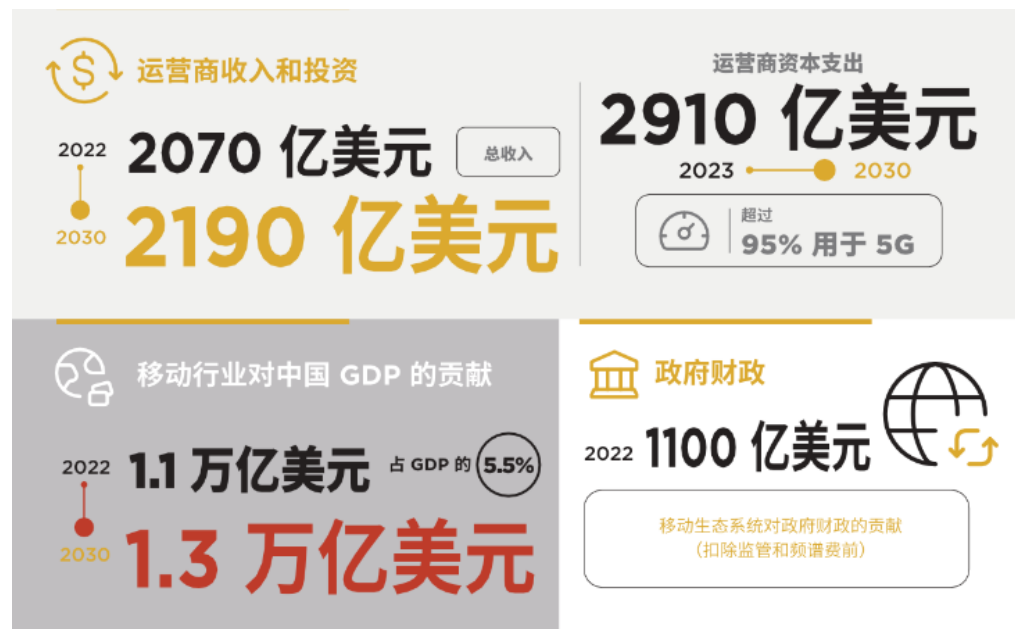 运营商收入和投资
2022
2070 亿美元
总收入
2030
2190 亿美元
运营商资本支出
2910 亿美元
2023
2030
超过
95% 用于 5G
移动行业对中国 GDP 的贡献
2022
1.1 万亿美元
占 GDP 的
5.5%
2030
1.3 万亿美元
政府财政
2022
1100 亿美元
移动生态系统对政府财政的贡献
（扣除监管和频谱费前）